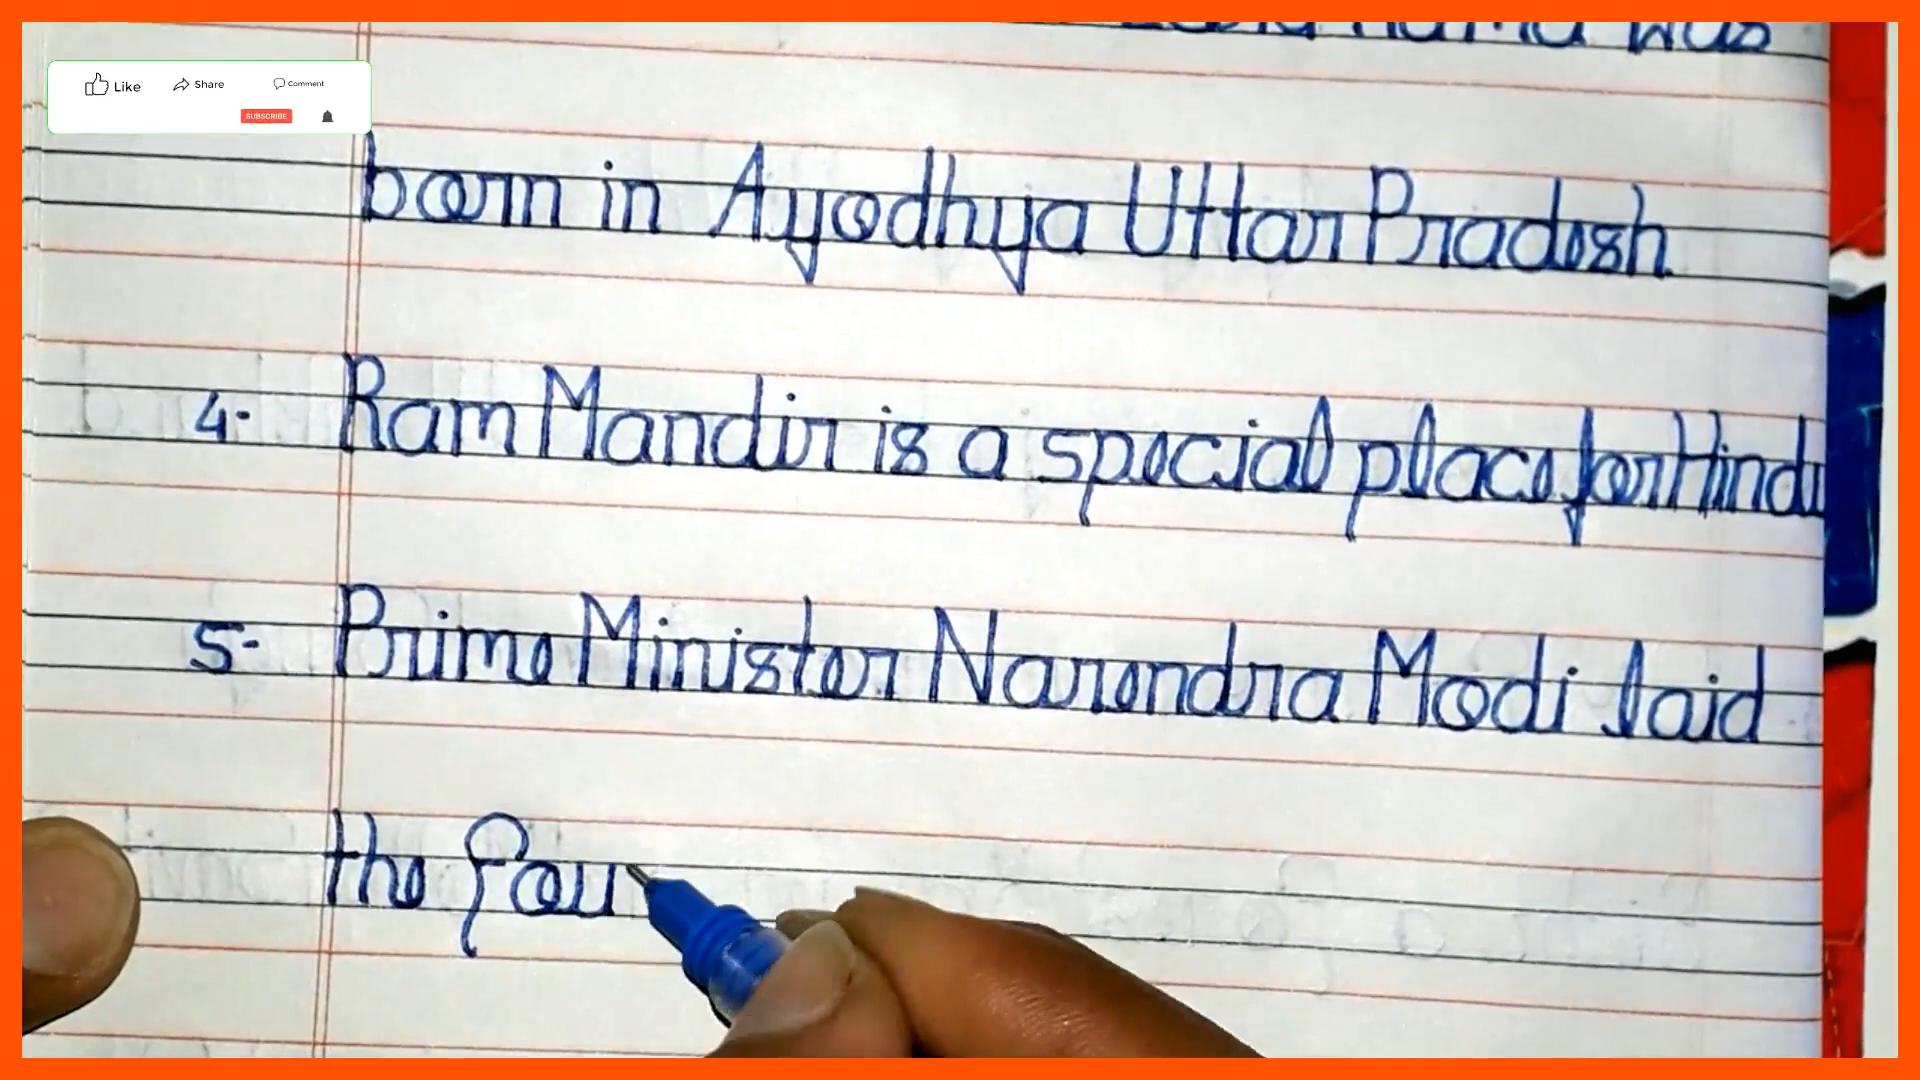 was
Like Share Comment
SUBSCRIBE
born in Ayodhya Uttar Pradesh
4- Ram Mandir is a special place for Hindu
5- Prime Minister Narendra Modi laid
the fou